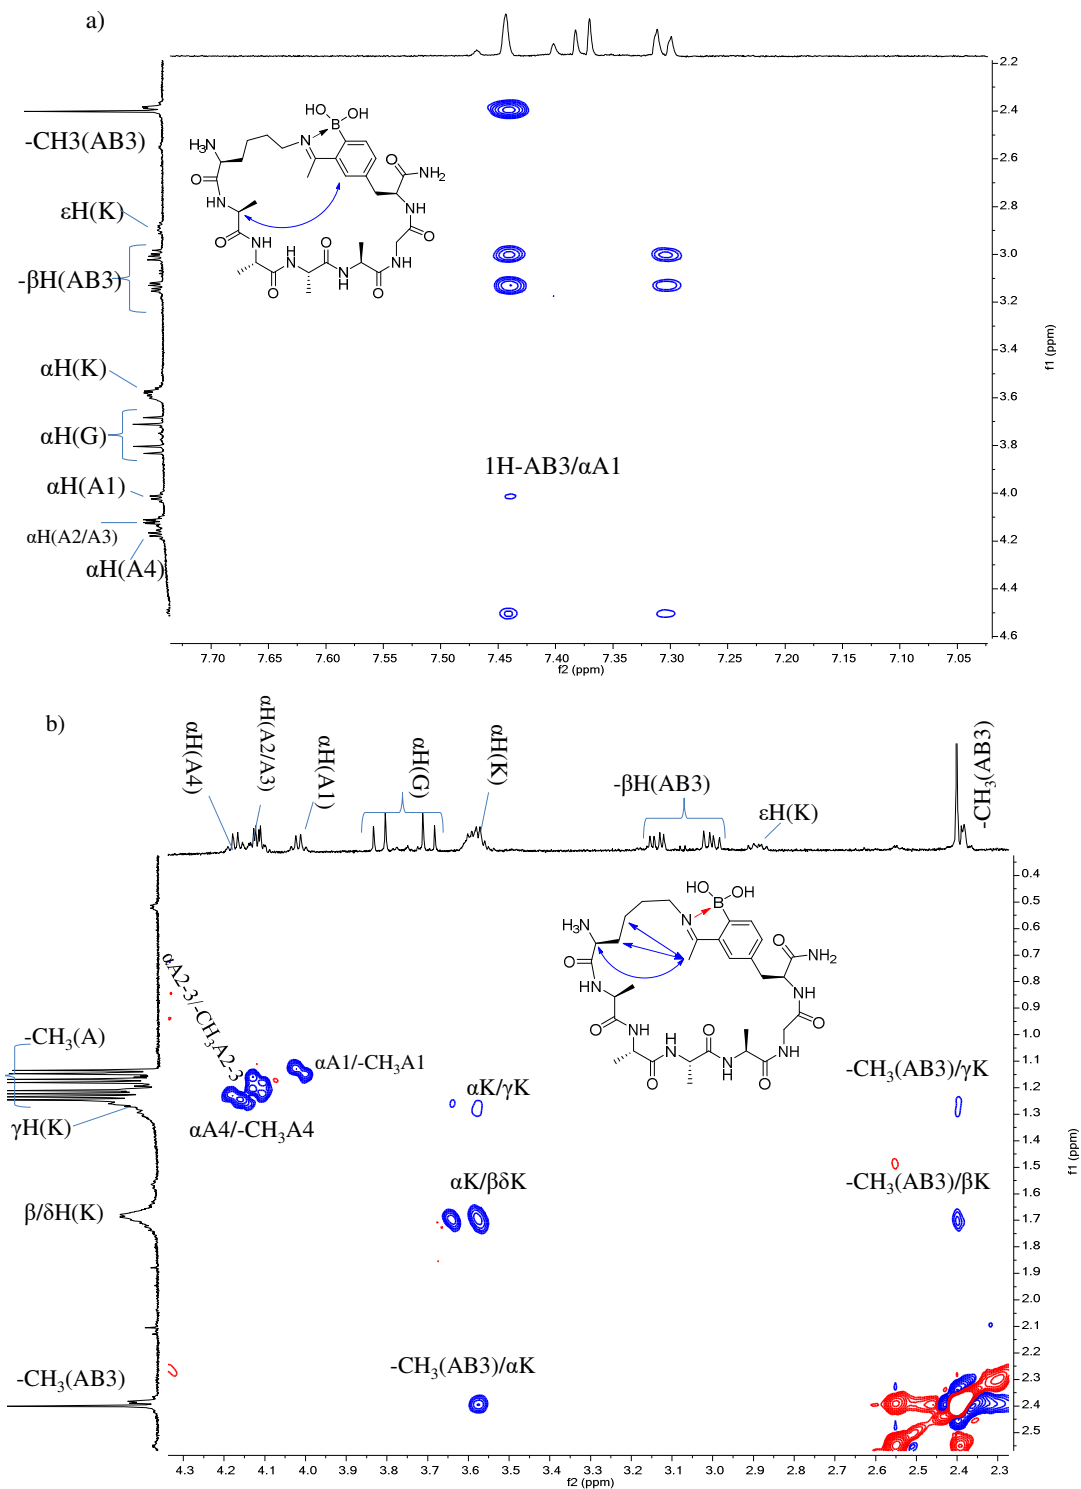 a)
-CH3(AB3)
εH(K)
-βH(AB3)
αH(K)
αH(G)
αH(A1)
αH(A2/A3)
αH(A4)
HO
OH
B
N
H₃N
O
O
NH₂
NH
NH
O
O
NH
H
N
O
N
H
O
NH
O
O
1H-AB3/αA1
2.2
2.4
2.6
2.8
3.0
3.2
3.4
3.6
3.8
4.0
4.2
4.4
4.6
f1 (ppm)
7.70 7.65 7.60 7.55 7.50 7.45 7.40 7.35 7.30 7.25 7.20 7.15 7.10 7.05
f2 (ppm)
b)
αH(A4)
αH(A2/A3)
αH(A1)
αH(G)
αH(K)
-βH(AB3)
εH(K)
-CH₃(AB3)
HO
OH
B
N
H₃N
O
O
NH₂
NH
NH
O
O
NH
H
N
O
N
H
O
NH
O
O
αA2-3/-CH₃A2-3
-CH₃(A)
αA1/-CH₃A1
αK/γK
-CH₃(AB3)/γK
γH(K)
αA4/-CH₃A4
αK/βδK
-CH₃(AB3)/βK
β/δH(K)
-CH₃(AB3)/αK
-CH₃(AB3)
0.4
0.5
0.6
0.7
0.8
0.9
1.0
1.1
1.2
1.3
1.4
1.5
1.6
1.7
1.8
1.9
2.0
2.1
2.2
2.3
2.4
2.5
f1 (ppm)
4.3 4.2 4.1 4.0 3.9 3.8 3.7 3.6 3.5 3.4 3.3 3.2 3.1 3.0 2.9 2.8 2.7 2.6 2.5 2.4 2.3
f2 (ppm)